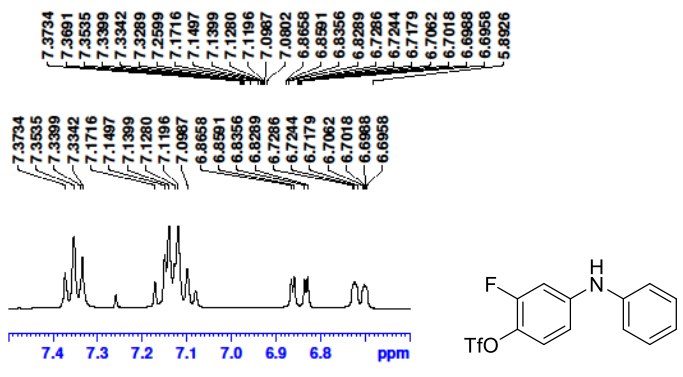 7.3734 7.3691 7.3535 7.3399 7.3342 7.3289 7.2599 7.1716 7.1497 7.1399 7.1280 7.1196 7.0987 7.0802 6.8658 6.8591 6.8356 6.8289 6.7286 6.7244 6.7179 6.7062 6.7018 6.6988 6.6958 5.8926
7.3734 7.3535 7.3399 7.3342 7.1716 7.1497 7.1399 7.1280 7.1196 7.0987 6.8658 6.8591 6.8356 6.8289 6.7286 6.7244 6.7179 6.7062 6.7018 6.6988 6.6958
7.4 7.3 7.2 7.1 7.0 6.9 6.8 ppm
H
F N
TfO